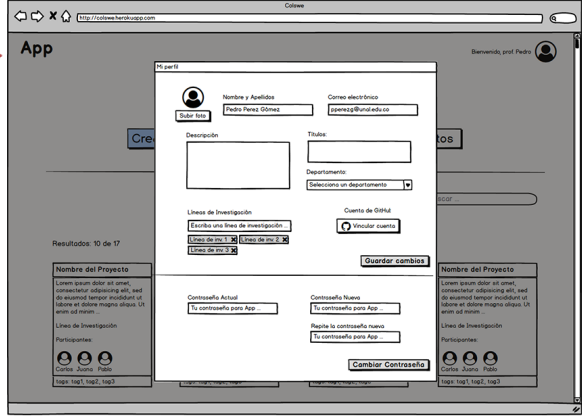 Colswe
http://colsweherokuapp.com
App
Bienvenido, prof. Pedro
Mi perfil
Subir foto
Nombre y Apellidos
Pedro Perez Gómez
Correo electrónico
pperezg@unal.edu.co
Descripción
Títulos:
Departamento:
Selecciona un departamento
Líneas de Investigación
Escriba una línea de investigación ...
Línea de inv. 1 X Línea de inv. 2 X
Línea de inv. 3 X
Cuenta de GitHub
Vincular cuenta
Guardar cambios
Contraseña Actual
Tu contraseña para App ...
Contraseña Nueva
Tu contraseña para App ...
Repite la contraseña nueva
Tu contraseña para App ...
Cambiar Contraseña
Resultados: 10 de 17
Nombre del Proyecto
Lorem ipsum dolor sit amet,
consectetur adipisicing elit, sed
do eiusmod tempor incididunt ut
labore et dolore magna aliqua. Ut
enim ad minim ...
Línea de Investigación
Participantes:
Carlos Juana Pablo
tags: tag1, tag2, tag3
Nombre del Proyecto
Lorem ipsum dolor sit amet,
consectetur adipisicing elit, sed
do eiusmod tempor incididunt ut
labore et dolore magna aliqua. Ut
enim ad minim ...
Línea de Investigación
Participantes:
Carlos Juana Pablo
tags: tag1, tag2, tag3